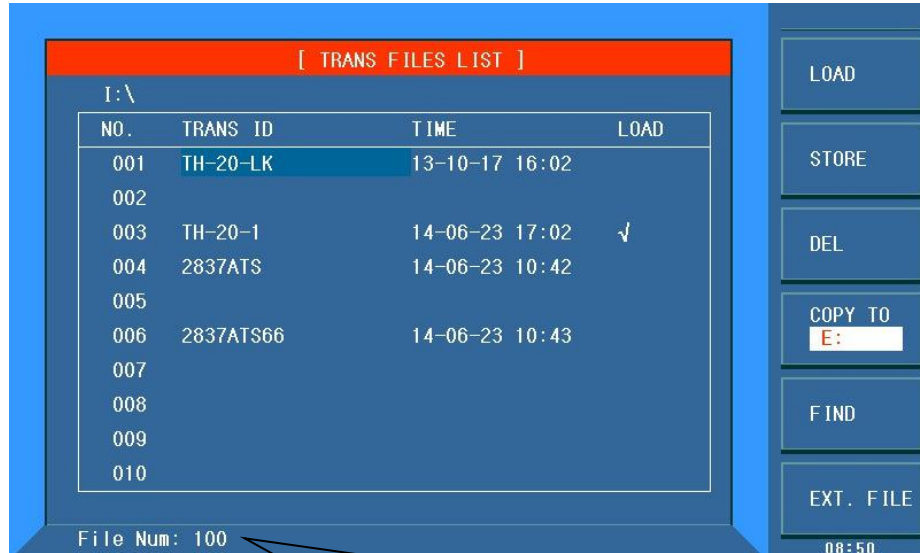 [ TRANS FILES LIST ]
I:\
NO. TRANS ID TIME LOAD
001 TH-20-LK 13-10-17 16:02
002
003 TH-20-1 14-06-23 17:02 √
004 2837ATS 14-06-23 10:42
005
006 2837ATS66 14-06-23 10:43
007
008
009
010
File Num: 100
LOAD
STORE
DEL
COPY TO
E:
FIND
EXT. FILE
08:50